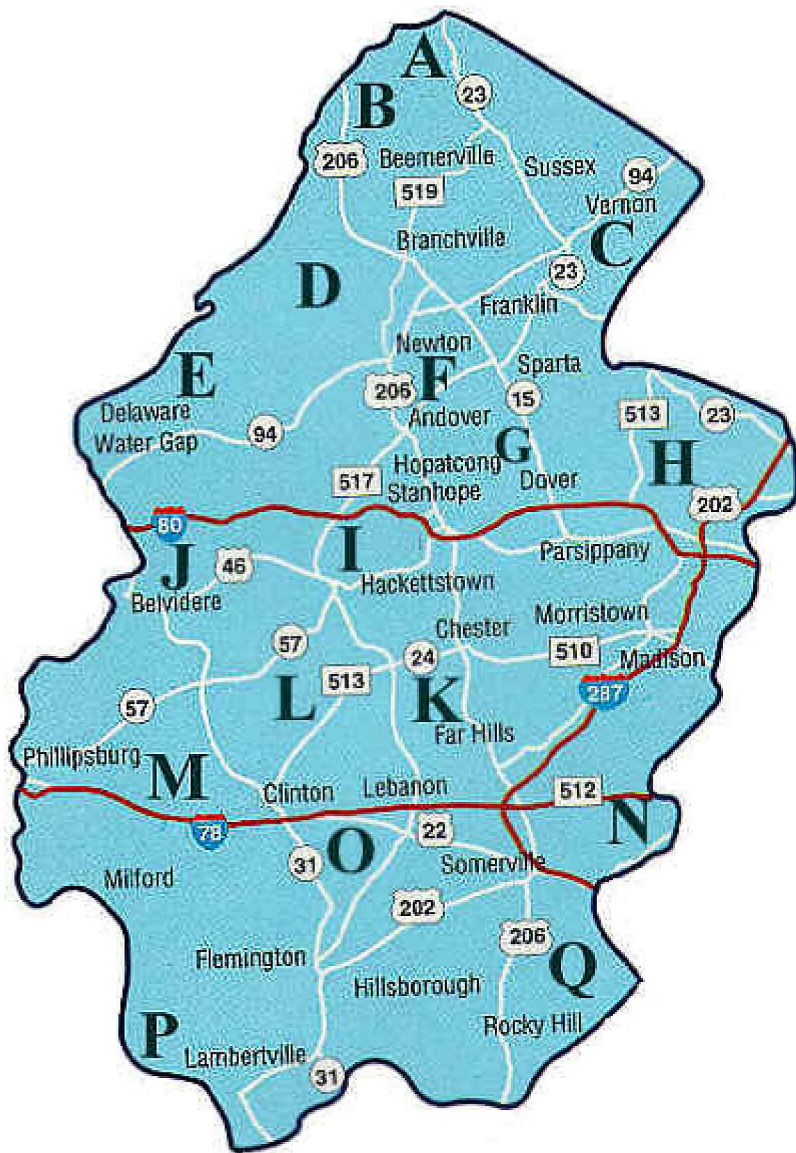 A
23
B
206
Beemerville
Sussex
94
519
Vernon
Branchville
C
23
D
Franklin
Newton
Sparta
E
F
206
15
Delaware
Water Gap
Andover
513
23
94
G
Hopatcong
H
517
Stanhope
Dover
202
80
I
Parsippany
J
46
Hackettstown
Belvidere
Morristown
Chester
57
24
510
Madison
513
L
K
287
57
Far Hills
Phillipsburg
M
Clinton
Lebanon
512
N
78
22
O
31
Somerville
Milford
202
206
Flemington
Q
Hillsborough
Rocky Hill
P
Lambertville
31